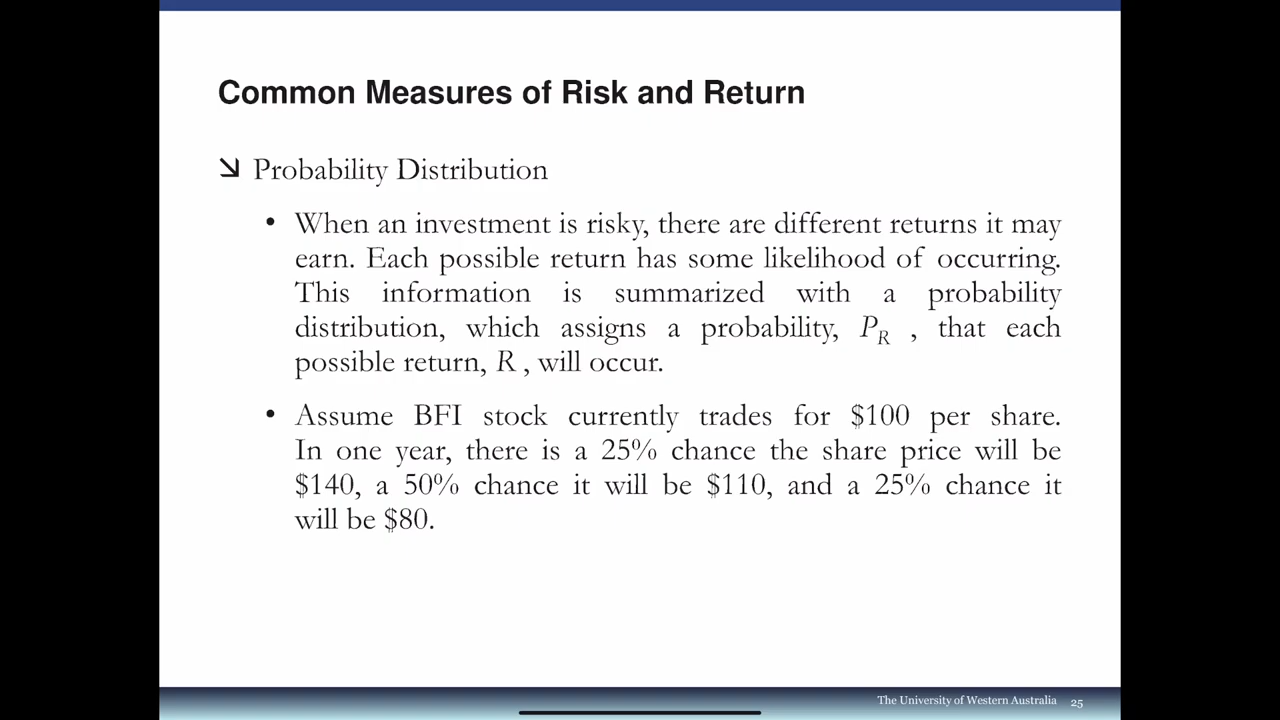 Common Measures of Risk and Return
Probability Distribution
• When an investment is risky, there are different returns it may
earn. Each possible return has some likelihood of occurring.
This information is summarized with a probability
distribution, which assigns a probability, P_R , that each
possible return, R , will occur.
• Assume BFI stock currently trades for $100 per share.
In one year, there is a 25% chance the share price will be
$140, a 50% chance it will be $110, and a 25% chance it
will be $80.
The University of Western Australia 25